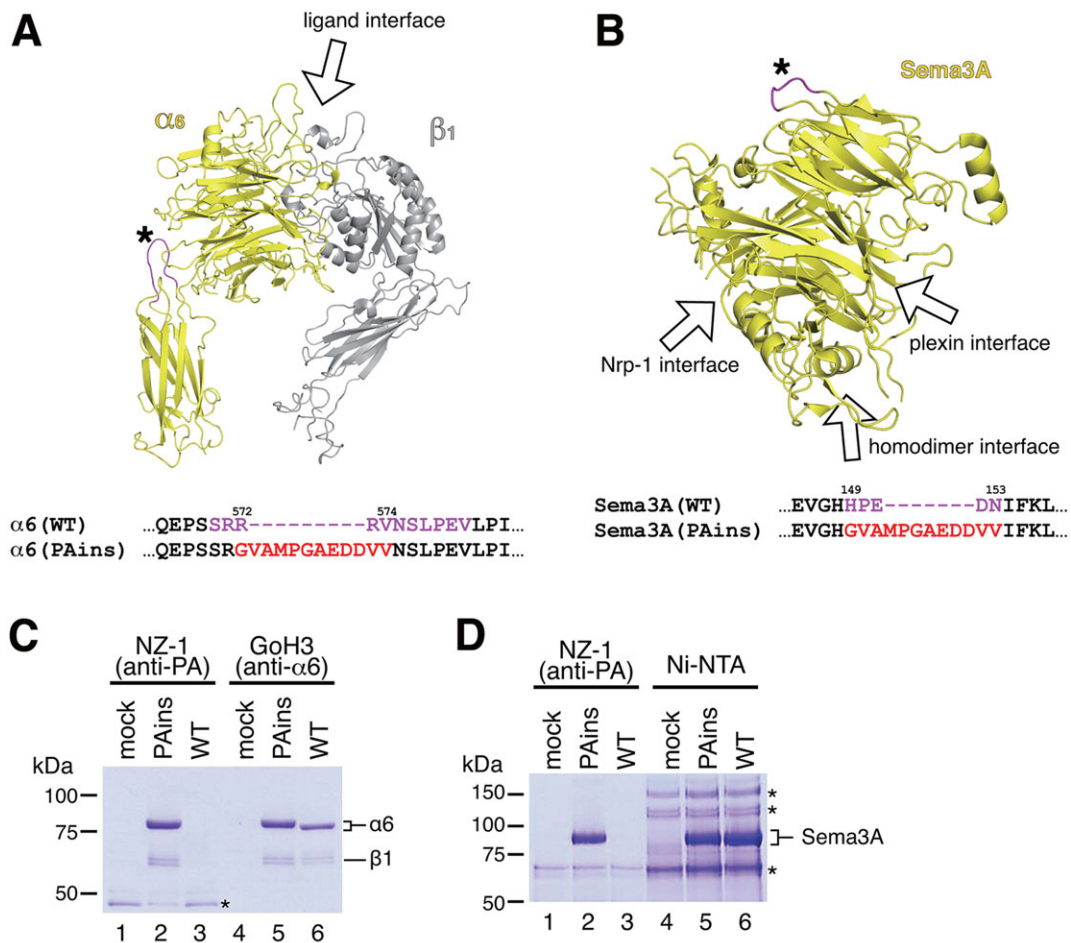 A
ligand interface
α6
β1
*
572 574
α6(WT) …QEPSSRR----------RVNSLPEVLPI…
α6(PAins) …QEPSSRGVAMPGAEDDVVNSLPEVLPI…
B
*
Sema3A
Nrp-1 interface
plexin interface
homodimer interface
149 153
Sema3A(WT) …EVGHHPE-------DNIFKL…
Sema3A(PAins) …EVGHGVAMPGAEDDVVIFKL…
C
NZ-1 GoH3
(anti-PA) (anti-α6)
mock PAins WT mock PAins WT
kDa
100
75
50
α6
β1
*
1 2 3 4 5 6
D
NZ-1
(anti-PA) Ni-NTA
mock PAins WT mock PAins WT
kDa
150
100
75
50
*
*
Sema3A
*
1 2 3 4 5 6